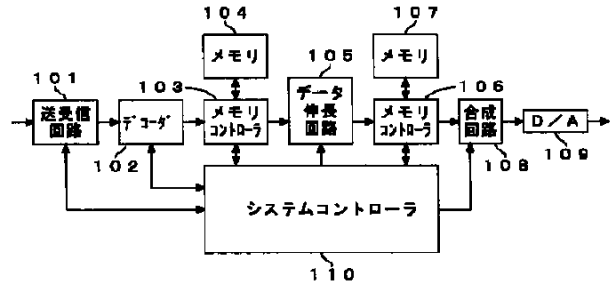 104
107
メモリ
105
メモリ
101
103
データ
伸長
回路
106
送受信
回路
デコーダ
メモリ
コントローラ
メモリ
コントローラ
合成
回路
D/A
102
108
109
システムコントローラ
110